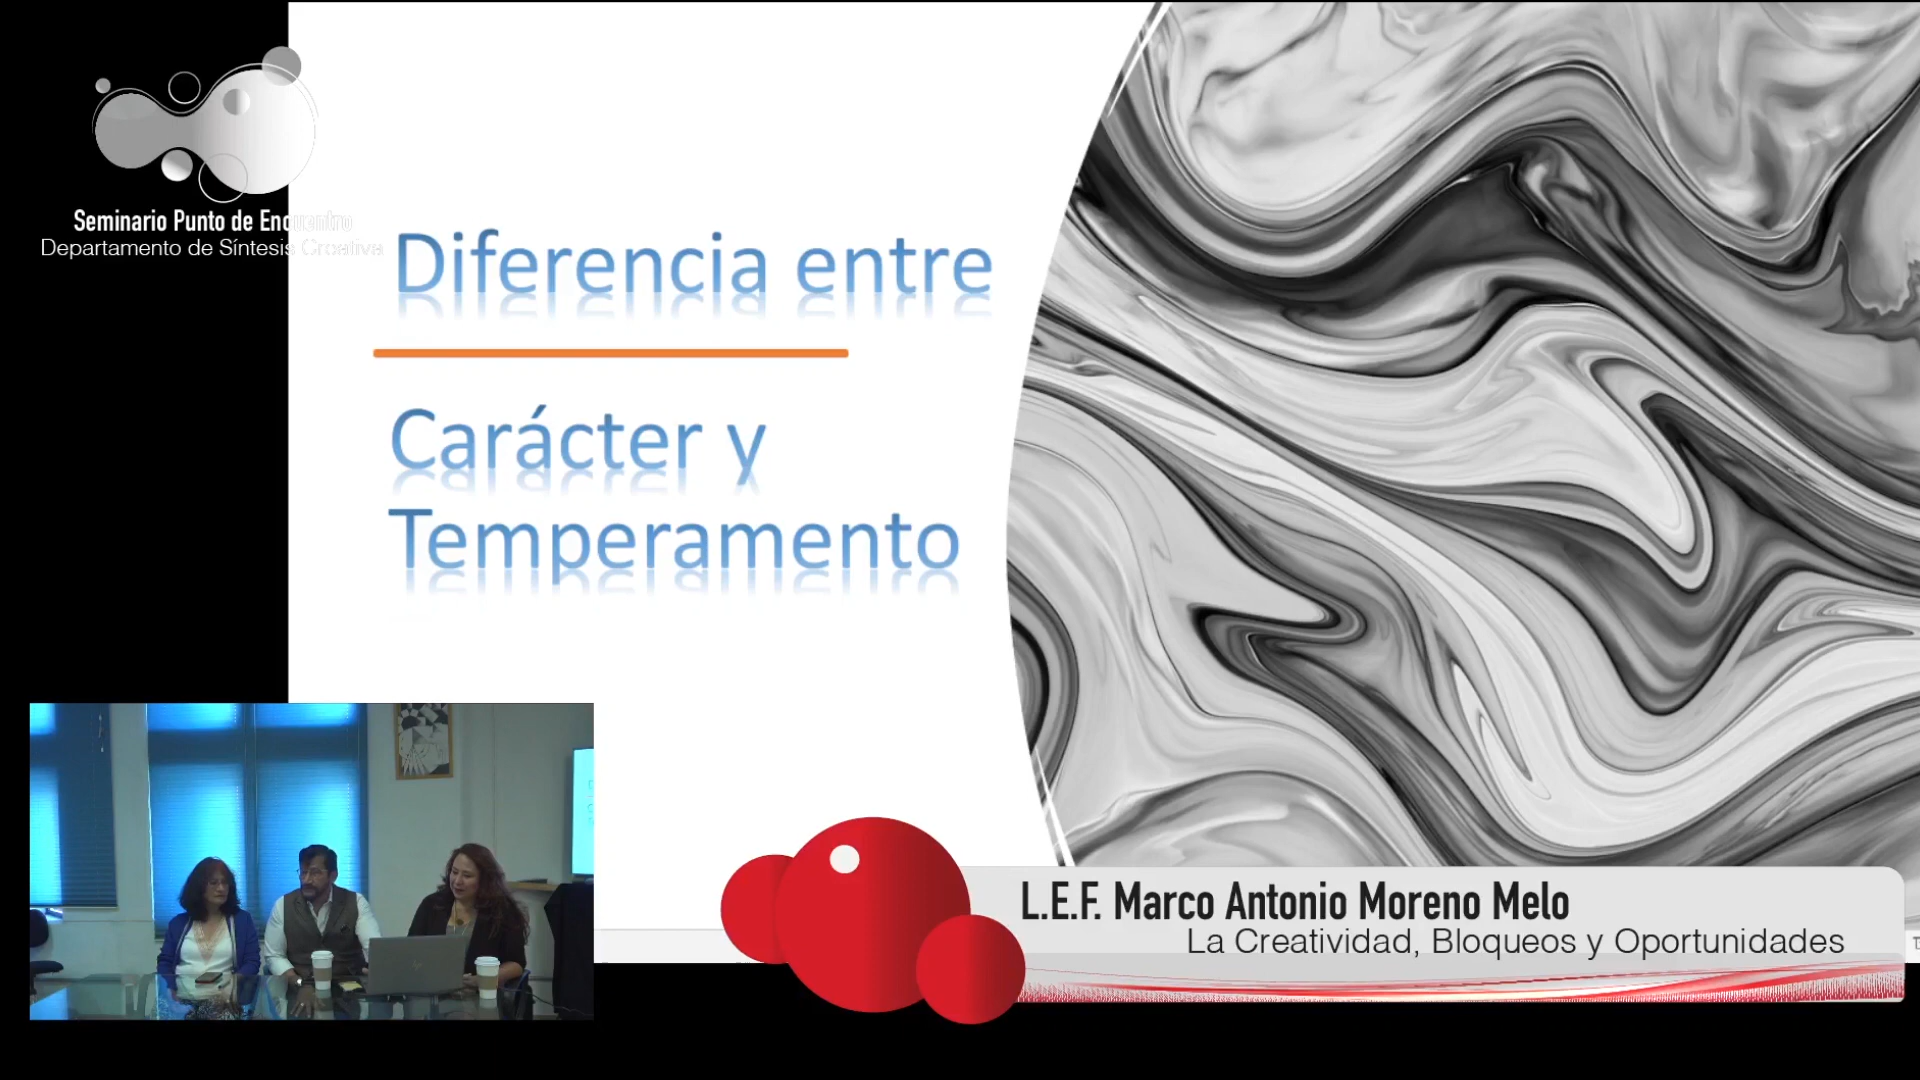 Seminario Punto de Encuentro
Departamento de Síntesis Creativa
Diferencia entre
Carácter y
Temperamento
L.E.F. Marco Antonio Moreno Melo
La Creatividad, Bloqueos y Oportunidades